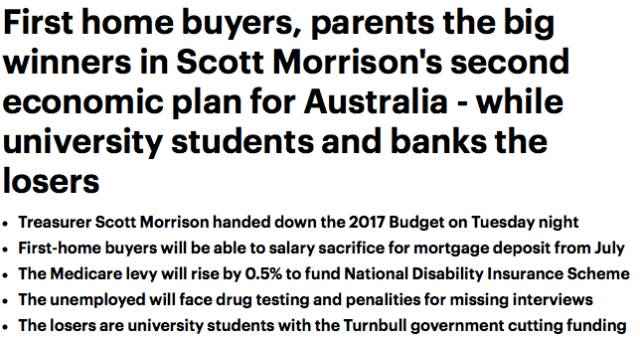 First home buyers, parents the big
winners in Scott Morrison's second
economic plan for Australia - while
university students and banks the
losers
• Treasurer Scott Morrison handed down the 2017 Budget on Tuesday night
• First-home buyers will be able to salary sacrifice for mortgage deposit from July
• The Medicare levy will rise by 0.5% to fund National Disability Insurance Scheme
• The unemployed will face drug testing and penalities for missing interviews
• The losers are university students with the Turnbull government cutting funding